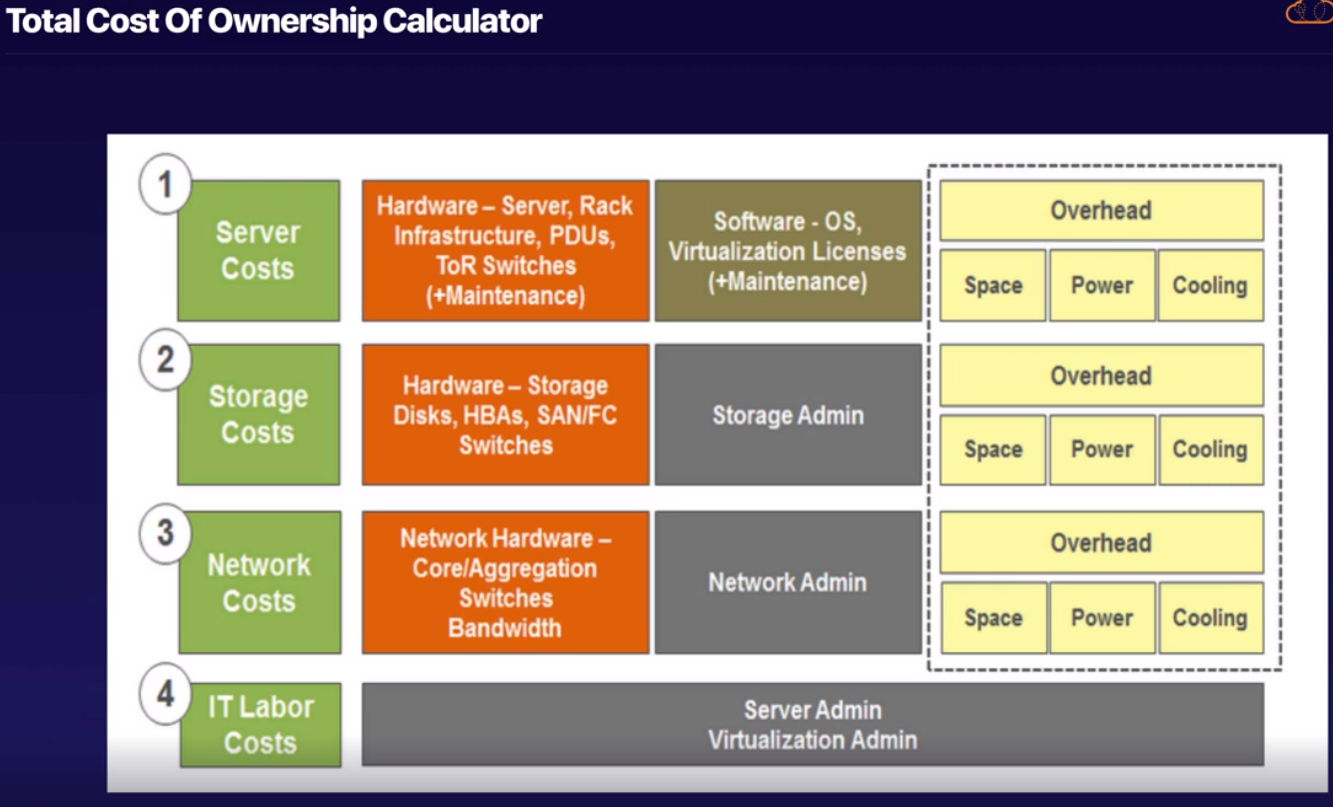 Total Cost Of Ownership Calculator
1
Server
Costs
Hardware – Server, Rack
Infrastructure, PDUs,
ToR Switches
(+Maintenance)
Software - OS,
Virtualization Licenses
(+Maintenance)
Overhead
Space
Power
Cooling
2
Storage
Costs
Hardware – Storage
Disks, HBAs, SAN/FC
Switches
Storage Admin
Overhead
Space
Power
Cooling
3
Network
Costs
Network Hardware –
Core/Aggregation
Switches
Bandwidth
Network Admin
Overhead
Space
Power
Cooling
4
IT Labor
Costs
Server Admin
Virtualization Admin